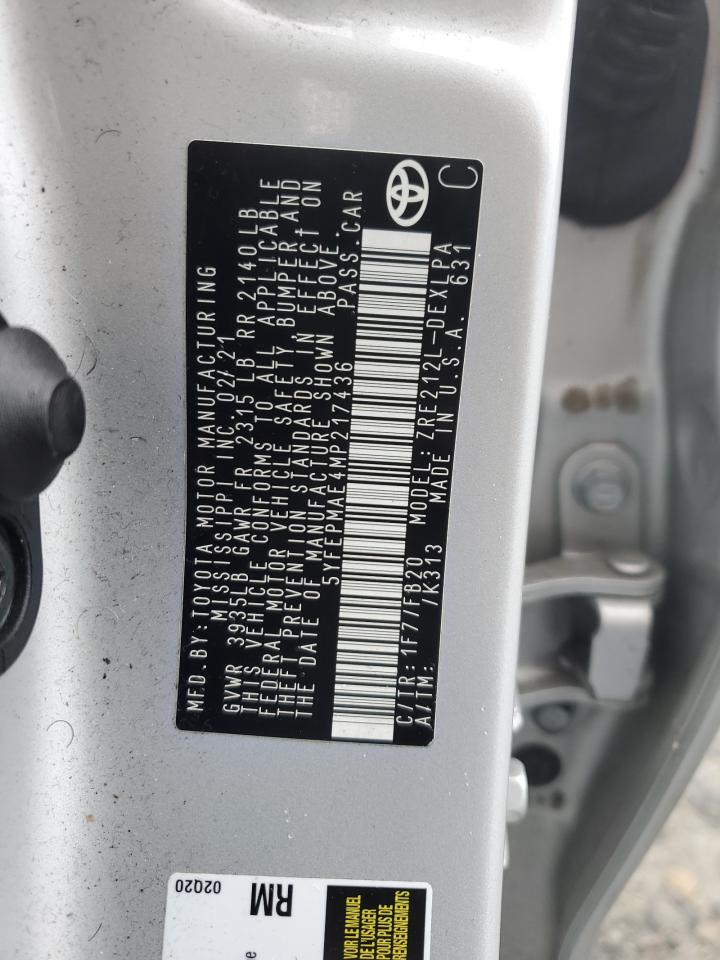 MFD.BY:TOYOTA MOTOR MANUFACTURING
MISSISSIPPI INC. 02/21
GVWR 3935LB GAWR FR 2315 LB RR 2140 LB
THIS VEHICLE CONFORMS TO ALL APPLICABLE
FEDERAL MOTOR VEHICLE SAFETY BUMPER AND
THEFT PREVENTION STANDARDS IN EFFECT ON
THE DATE OF MANUFACTURE SHOWN ABOVE.
5YFEPMAE4MP217436 PASS.CAR
C/TR:1F7/FB20 MODEL:ZRE212L-DEXLPA
A/TM: /K313 MADE IN U.S.A. 631
C
02Q20
RM
VOIR LE MANUEL
DE L'USAGER
POUR PLUS DE
RENSEIGNEMENTS